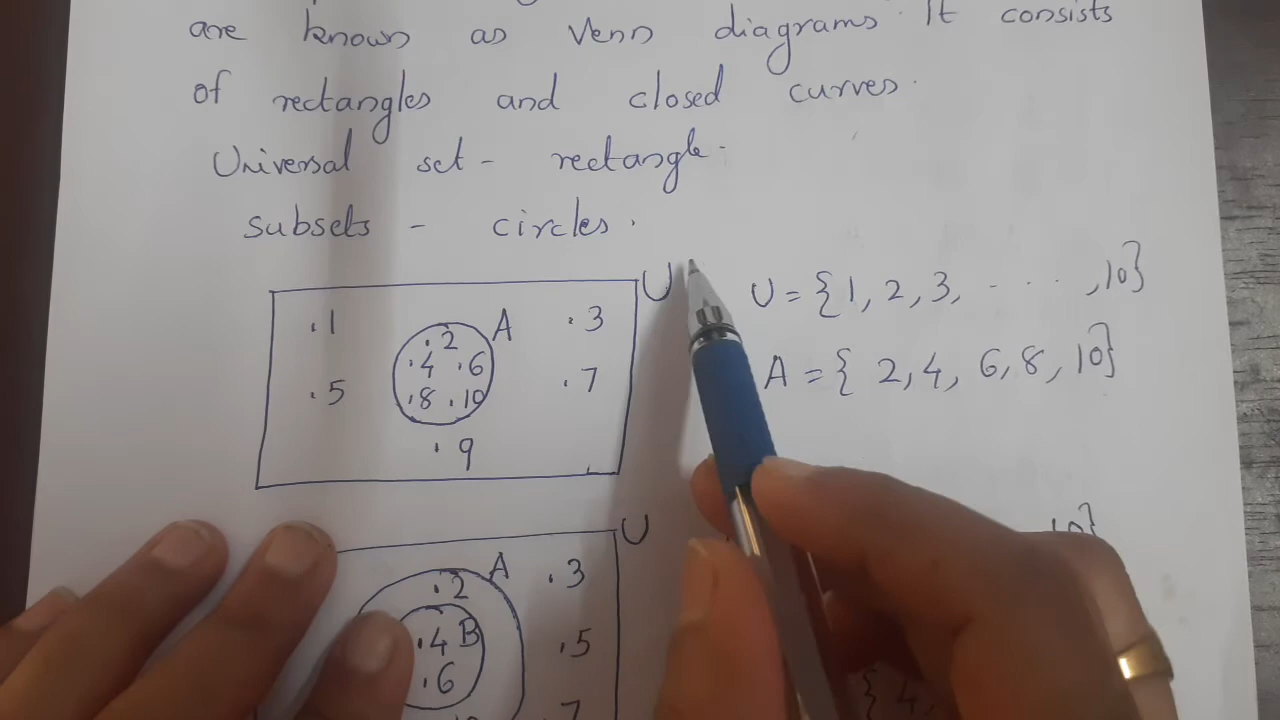 are known as Venn diagrams. It consists
of rectangles and closed curves.
Universal set - rectangle.
subsets - circles.
U
U = {1, 2, 3, - - - - , 10}
.1 A .3
.2
.4 .6
A = { 2, 4, 6, 8, 10}
.5 .8 .10 .7
.9
U
10}
.2 A .3
.4 B .5
.6
{ 4,
.7